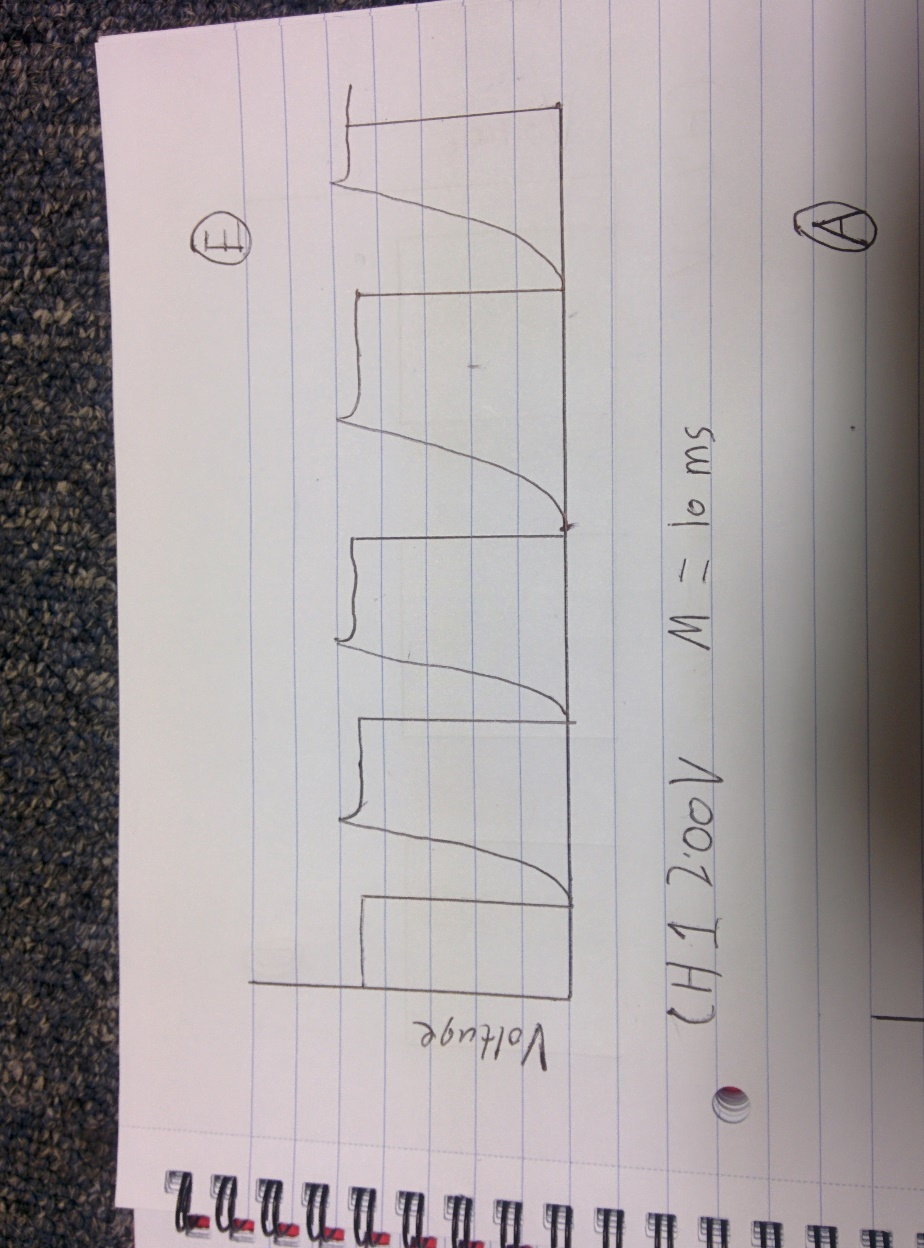 E
Voltage
CH1 2.00V M = 10 ms
A